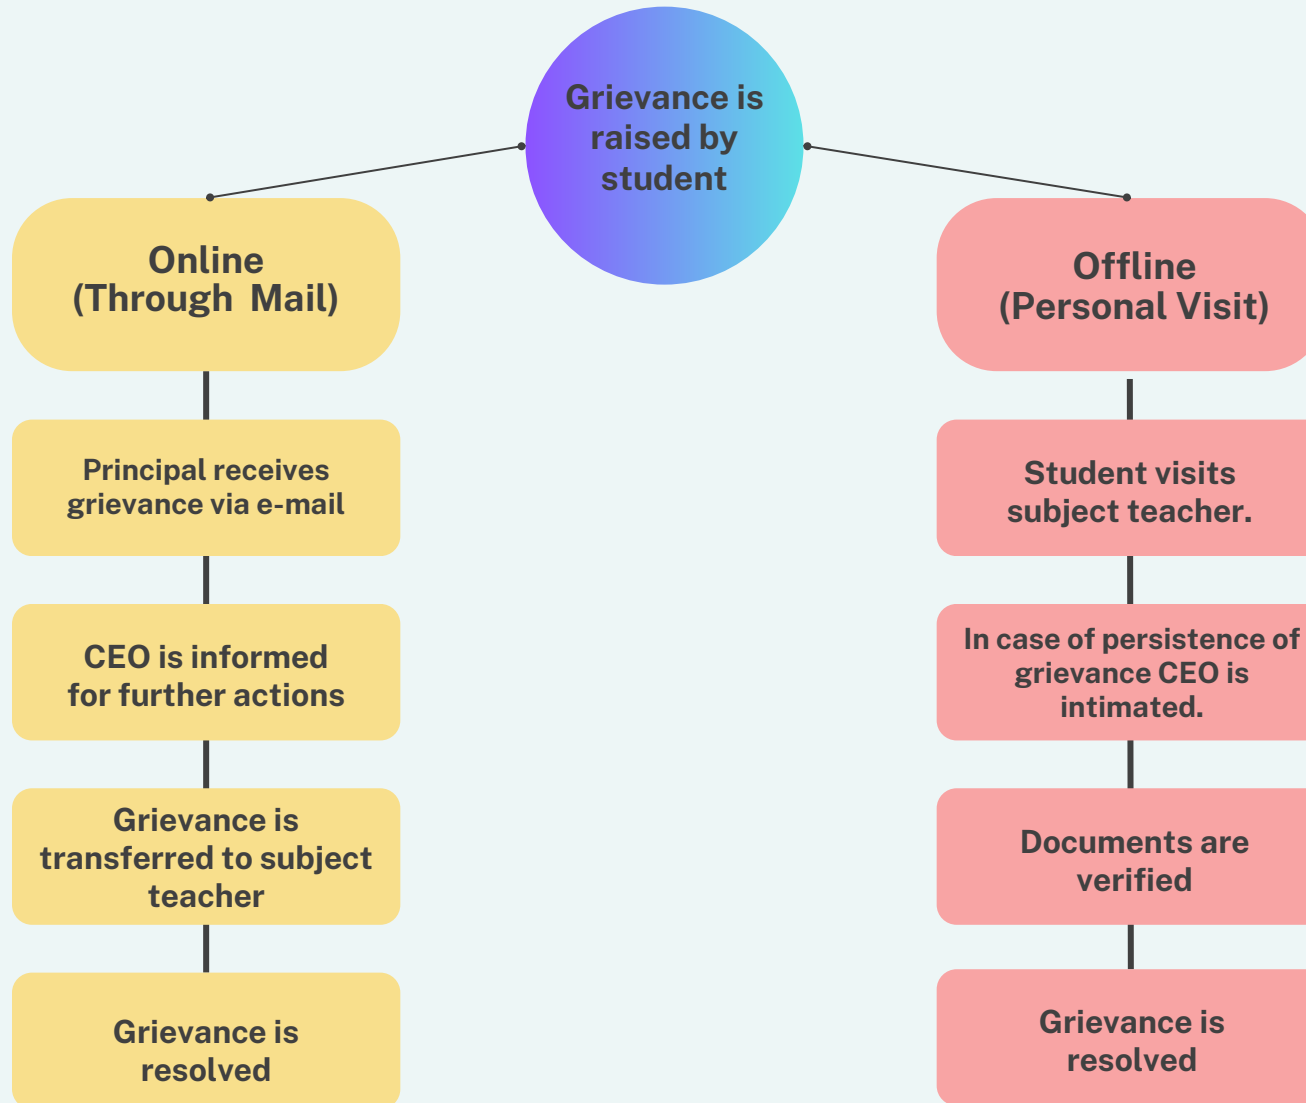 Grievance is
raised by
student
Online
(Through Mail)
Principal receives
grievance via e-mail
CEO is informed
for further actions
Grievance is
transferred to subject
teacher
Grievance is
resolved
Offline
(Personal Visit)
Student visits
subject teacher.
In case of persistence of
grievance CEO is
intimated.
Documents are
verified
Grievance is
resolved